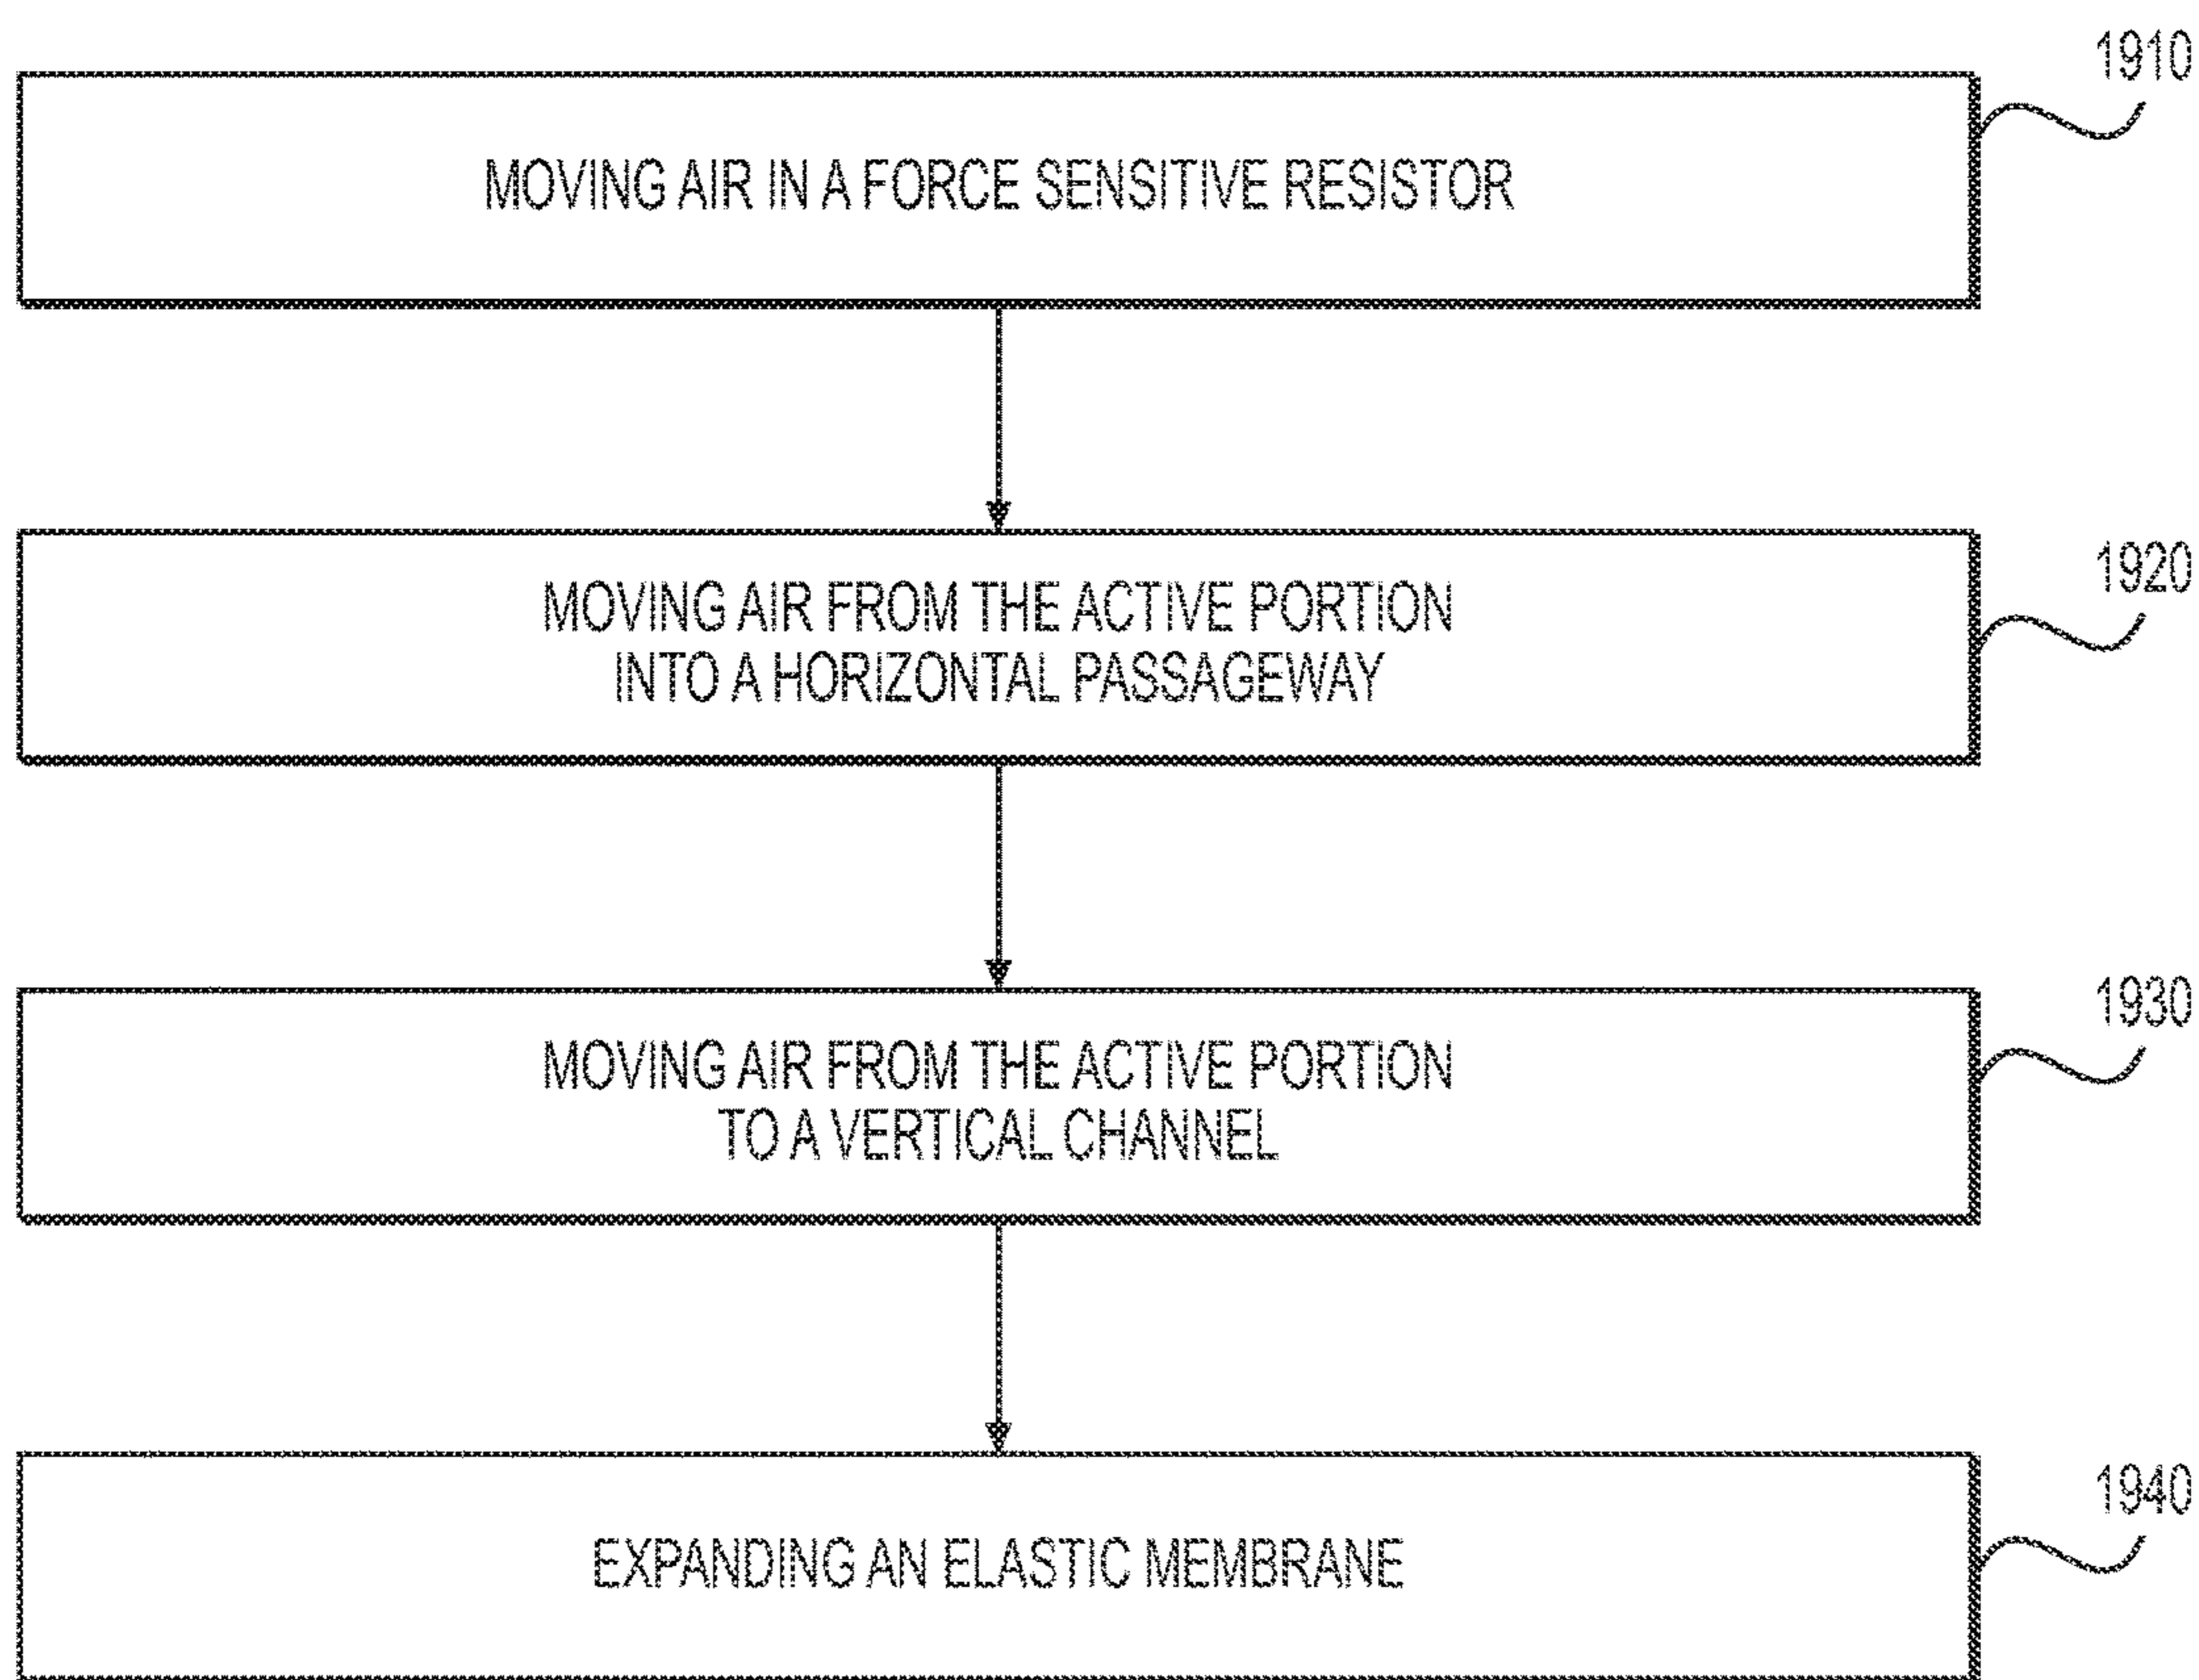 1910
MOVING AIR IN A FORCE SENSITIVE RESISTOR
1920
MOVING AIR FROM THE ACTIVE PORTION
INTO A HORIZONTAL PASSAGEWAY
1930
MOVING AIR FROM THE ACTIVE PORTION
TO A VERTICAL CHANNEL
1940
EXPANDING AN ELASTIC MEMBRANE